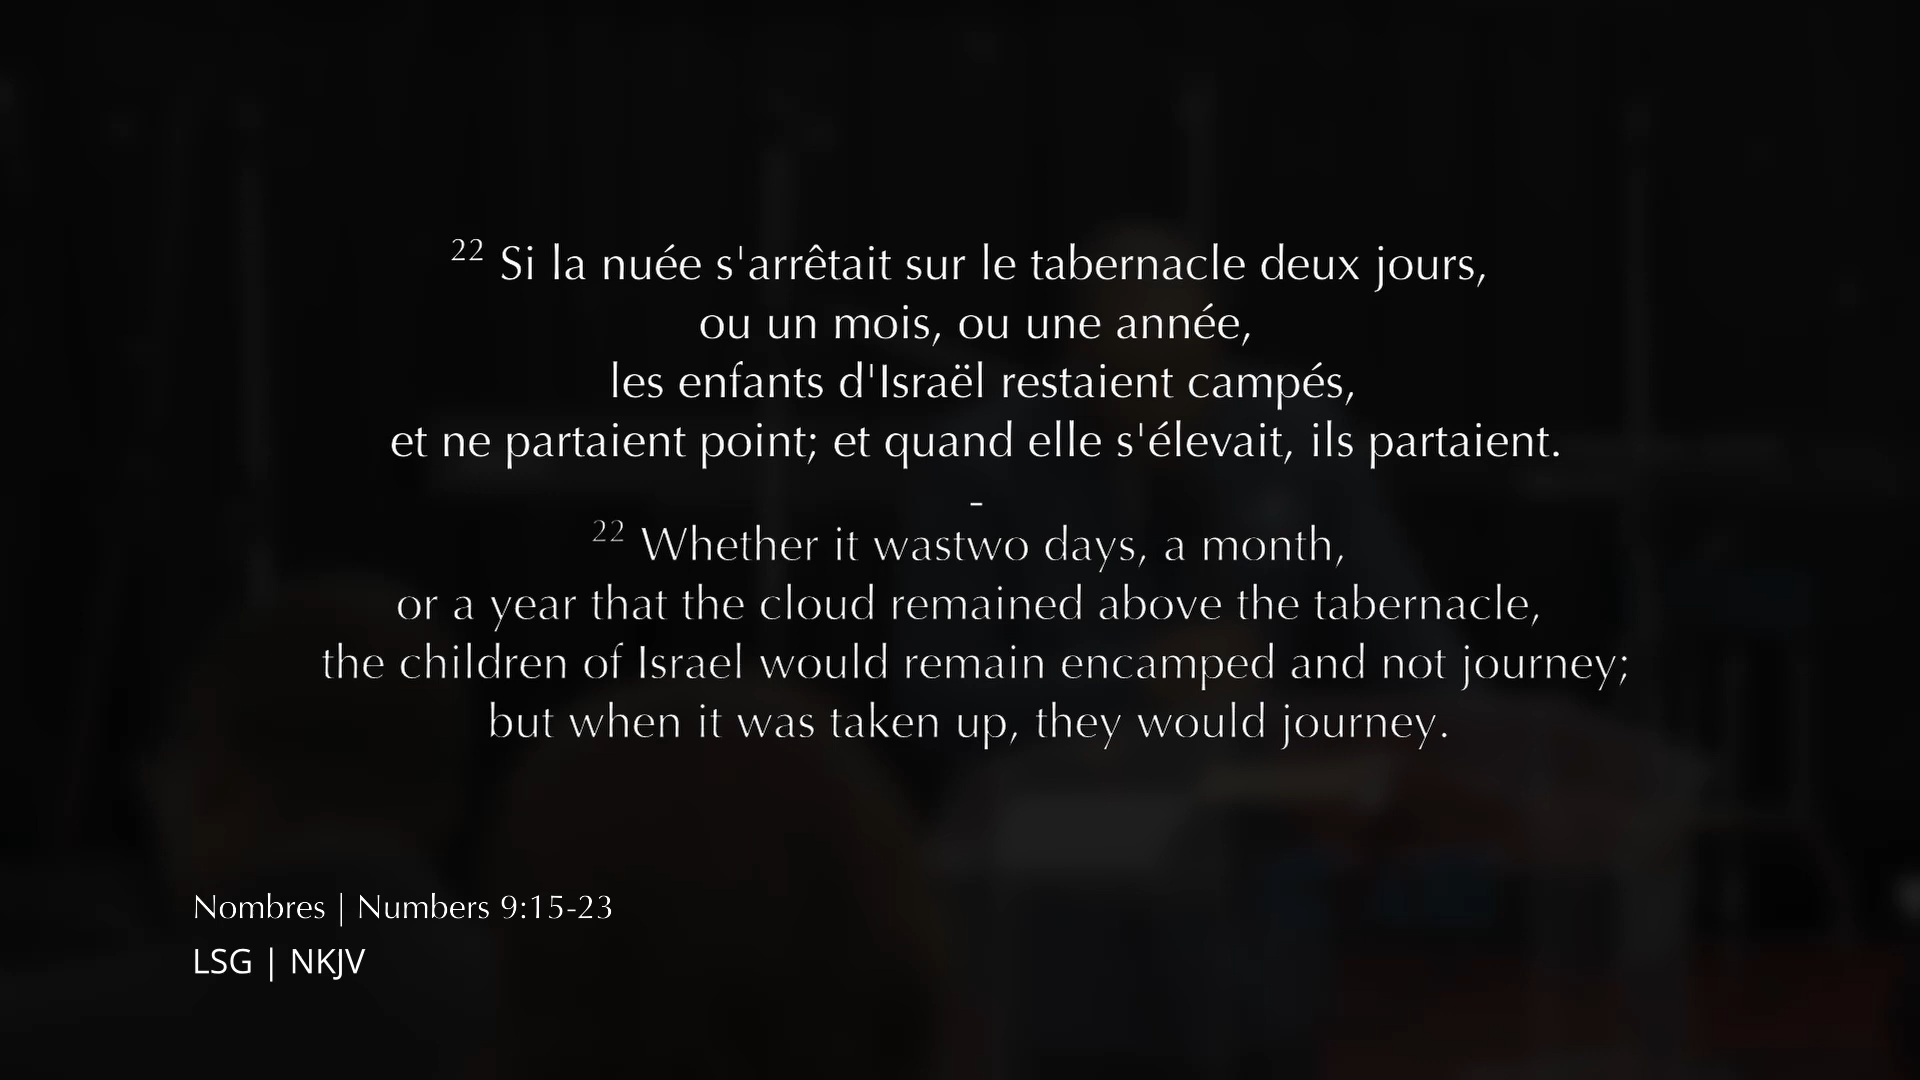 22 Si la nuée s'arrêtait sur le tabernacle deux jours,
ou un mois, ou une année,
les enfants d'Israël restaient campés,
et ne partaient point; et quand elle s'élevait, ils partaient.
-
22 Whether it wastwo days, a month,
or a year that the cloud remained above the tabernacle,
the children of Israel would remain encamped and not journey;
but when it was taken up, they would journey.
Nombres | Numbers 9:15-23
LSG | NKJV